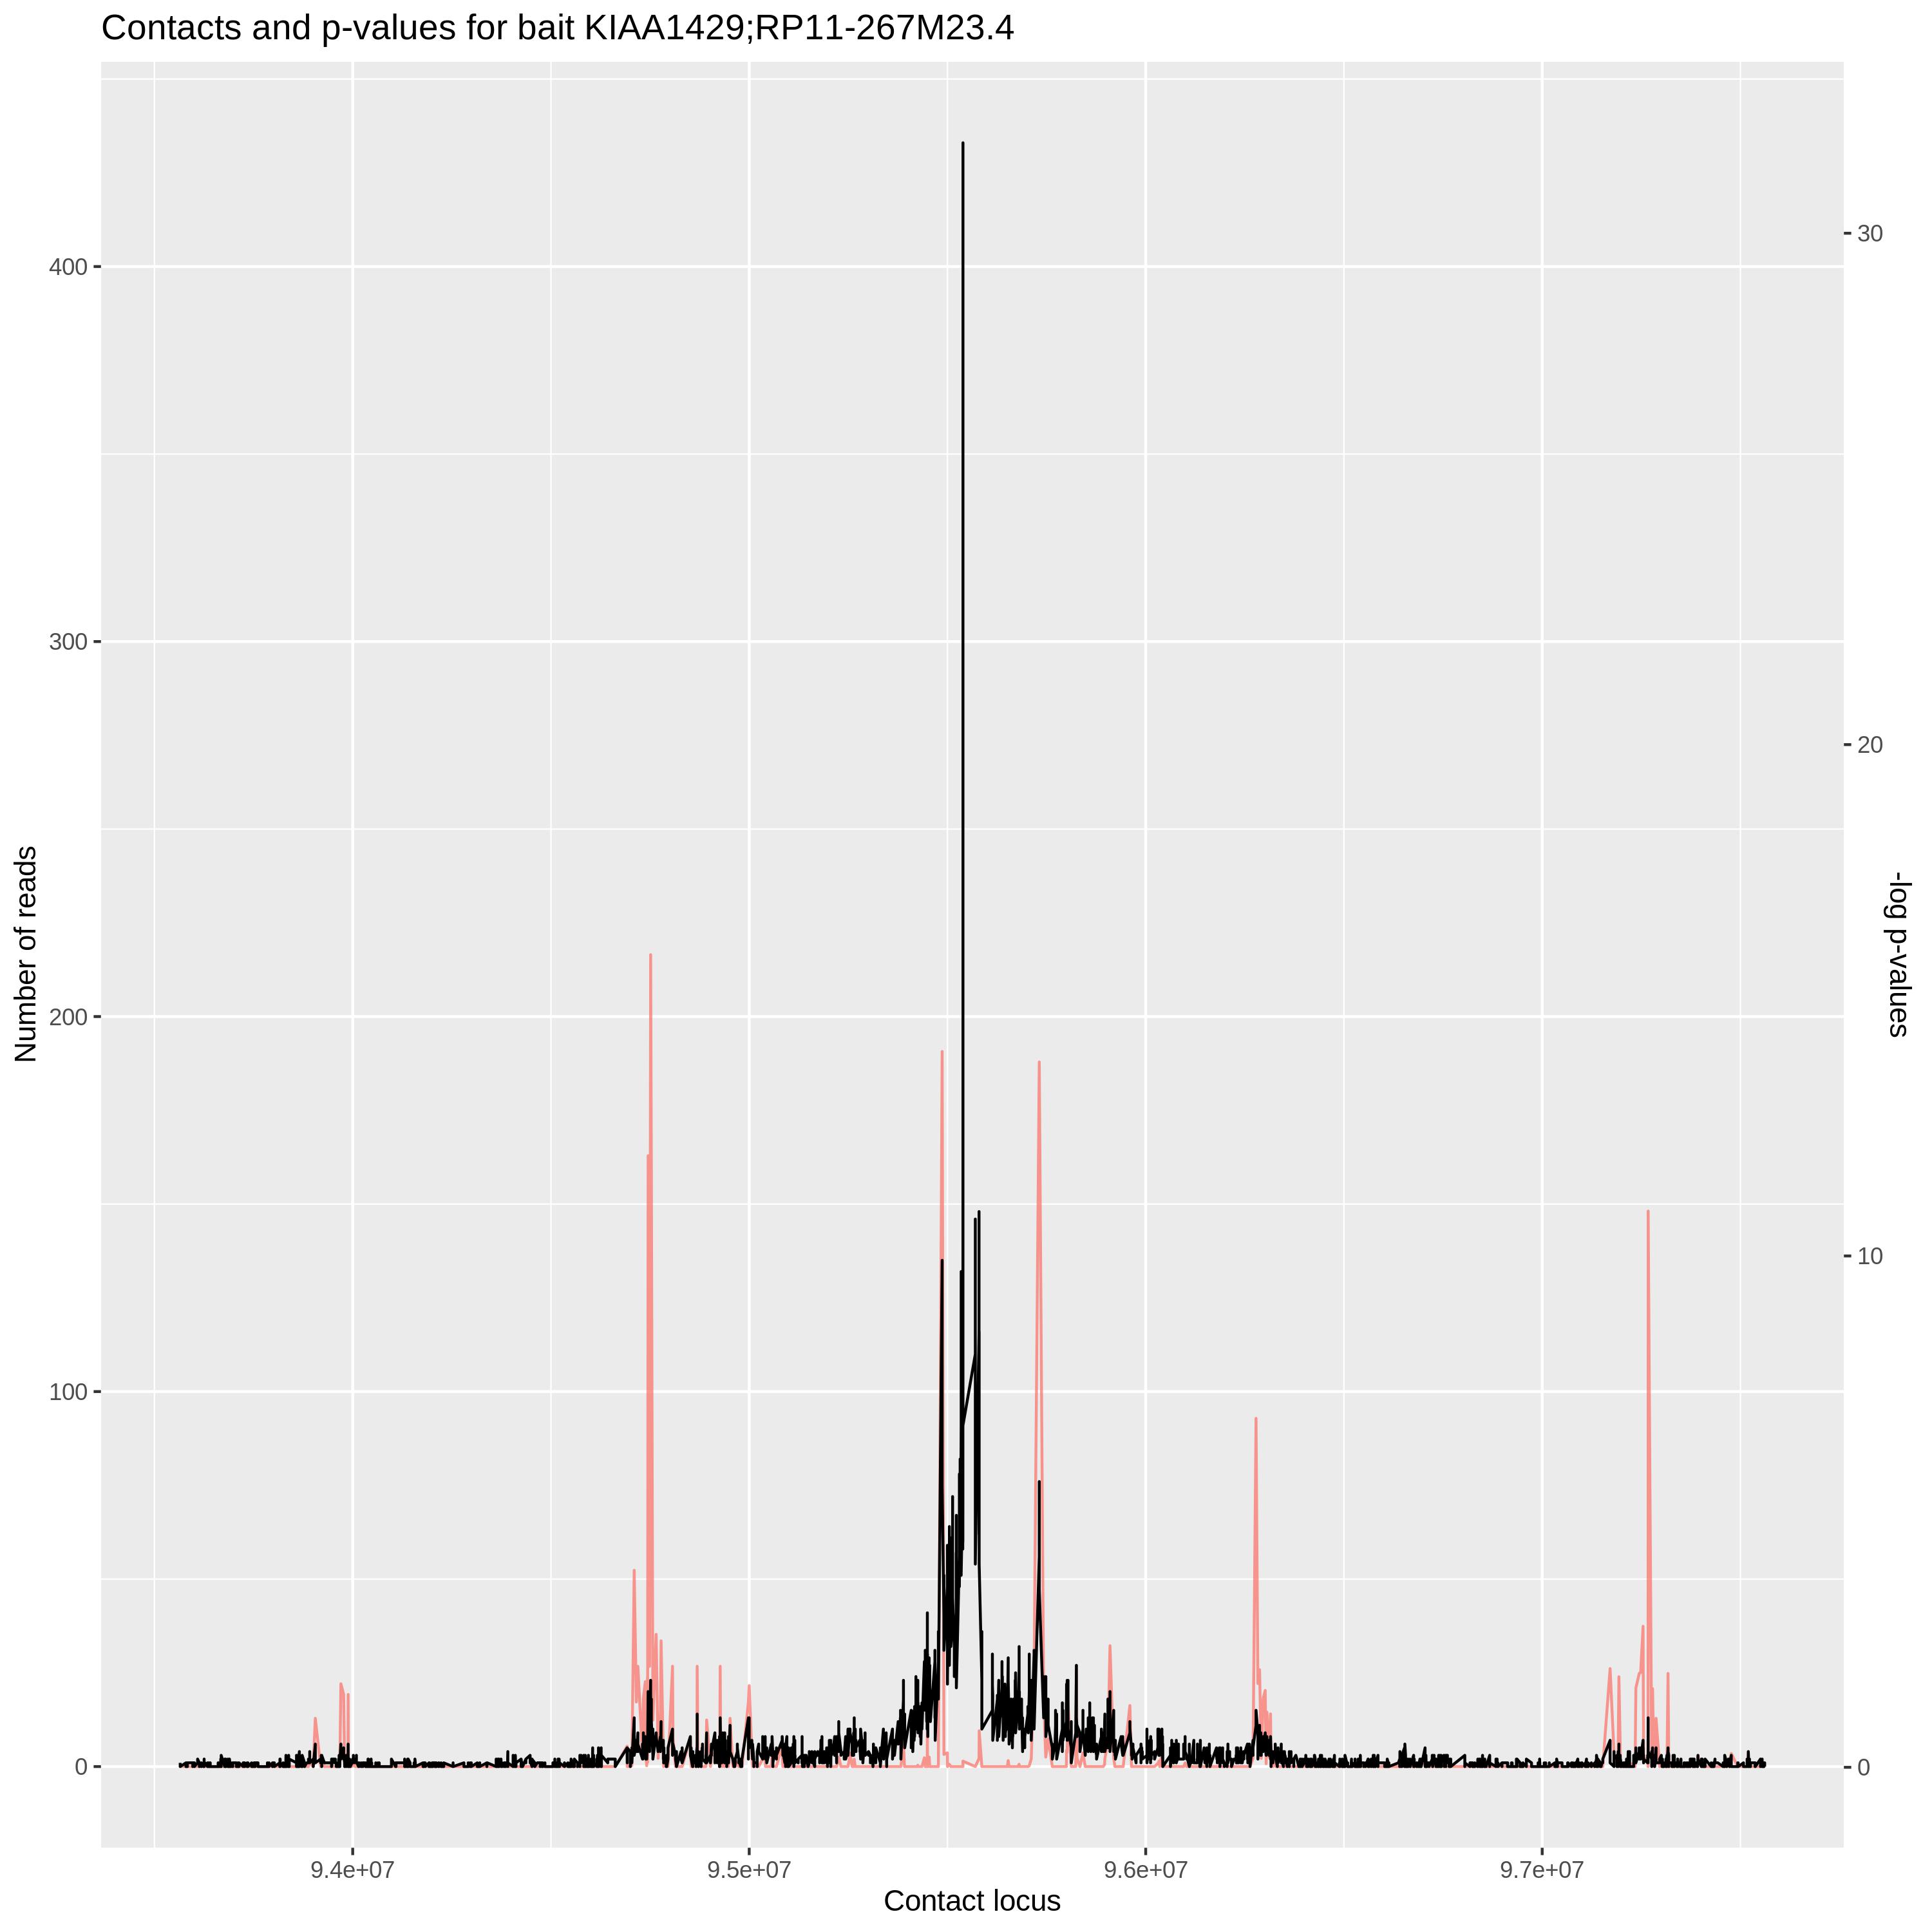 Contacts and p-values for bait KIAA1429;RP11-267M23.4
Number of reads
400
300
200
100
0
30
20
10
0
-log p-values
9.4e+07 9.5e+07 9.6e+07 9.7e+07
Contact locus